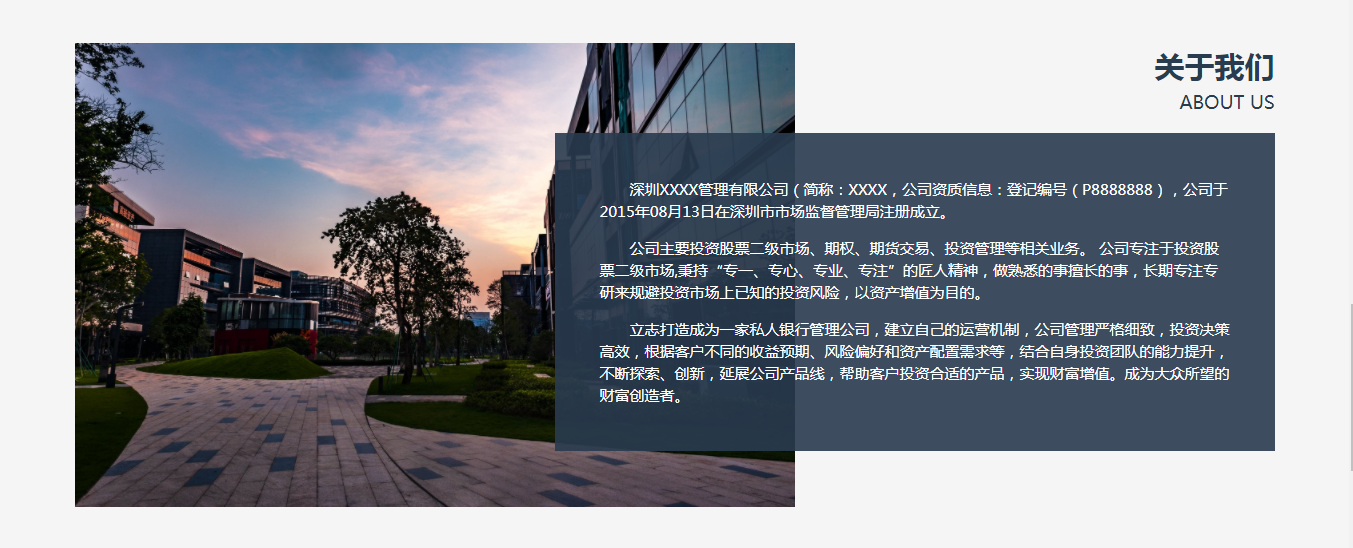 关于我们
ABOUT US
深圳XXXX管理有限公司（简称：XXXX，公司资质信息：登记编号（P8888888），公司于
2015年08月13日在深圳市市场监督管理局注册成立。
公司主要投资股票二级市场、期权、期货交易、投资管理等相关业务。 公司专注于投资股
票二级市场,秉持“专一、专心、专业、专注”的匠人精神，做熟悉的事擅长的事，长期专注专
研来规避投资市场上已知的投资风险，以资产增值为目的。
立志打造成为一家私人银行管理公司，建立自己的运营机制，公司管理严格细致，投资决策
高效，根据客户不同的收益预期、风险偏好和资产配置需求等，结合自身投资团队的能力提升，
不断探索、创新，延展公司产品线，帮助客户投资合适的产品，实现财富增值。成为大众所望的
财富创造者。